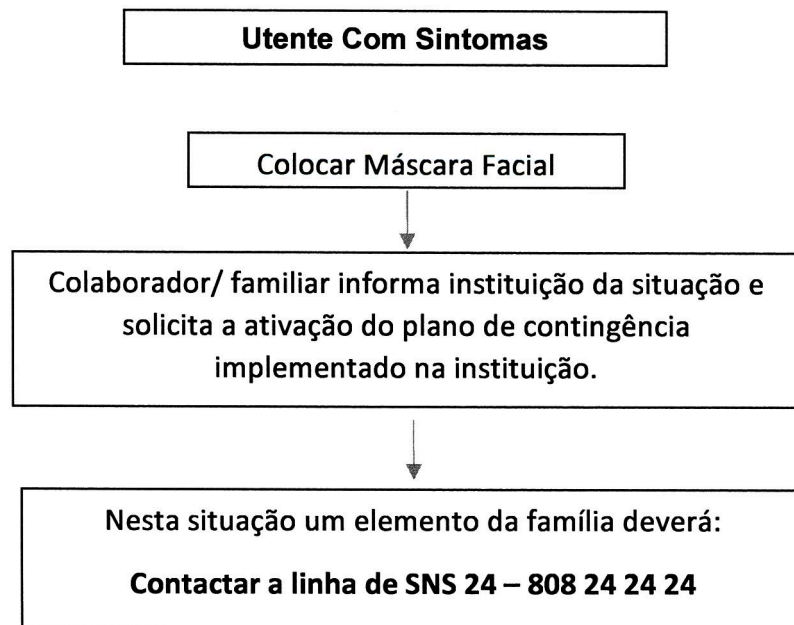 Utente Com Sintomas
Colocar Máscara Facial
Colaborador/ familiar informa instituição da situação e
solicita a ativação do plano de contingência
implementado na instituição.
Nesta situação um elemento da família deverá:
Contactar a linha de SNS 24 – 808 24 24 24